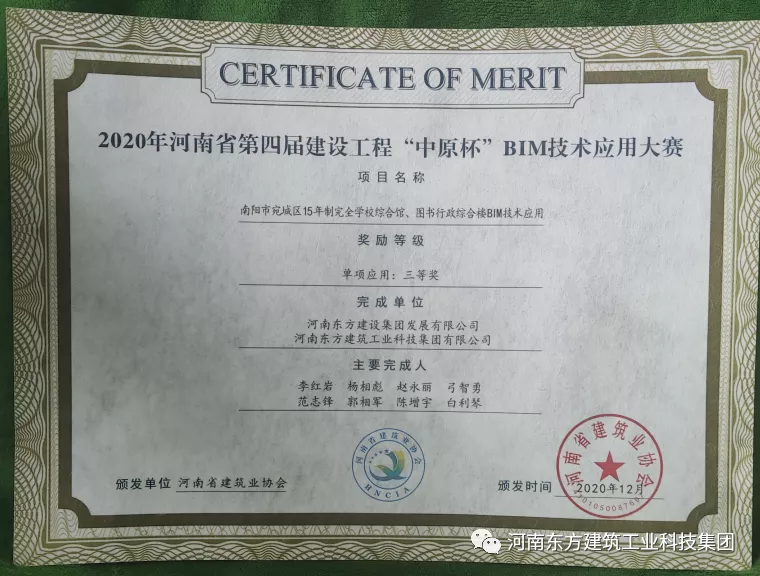 CERTIFICATE OF MERIT
2020年河南省第四届建设工程“中原杯”BIM技术应用大赛
项目名称
南阳市宛城区15年制完全学校综合馆、图书行政综合楼BIM技术应用
奖励等级
单项应用：三等奖
完成单位
河南东方建设集团发展有限公司
河南东方建筑工业科技集团有限公司
主要完成人
李红岩 杨相彪 赵永丽 弓智勇
范志锋 郭相军 陈增宇 白利琴
河南省建筑业协会
HNCIA
河南省建筑业协会
颁发单位 河南省建筑业协会
颁发时间 2020年12月
河南东方建筑工业科技集团